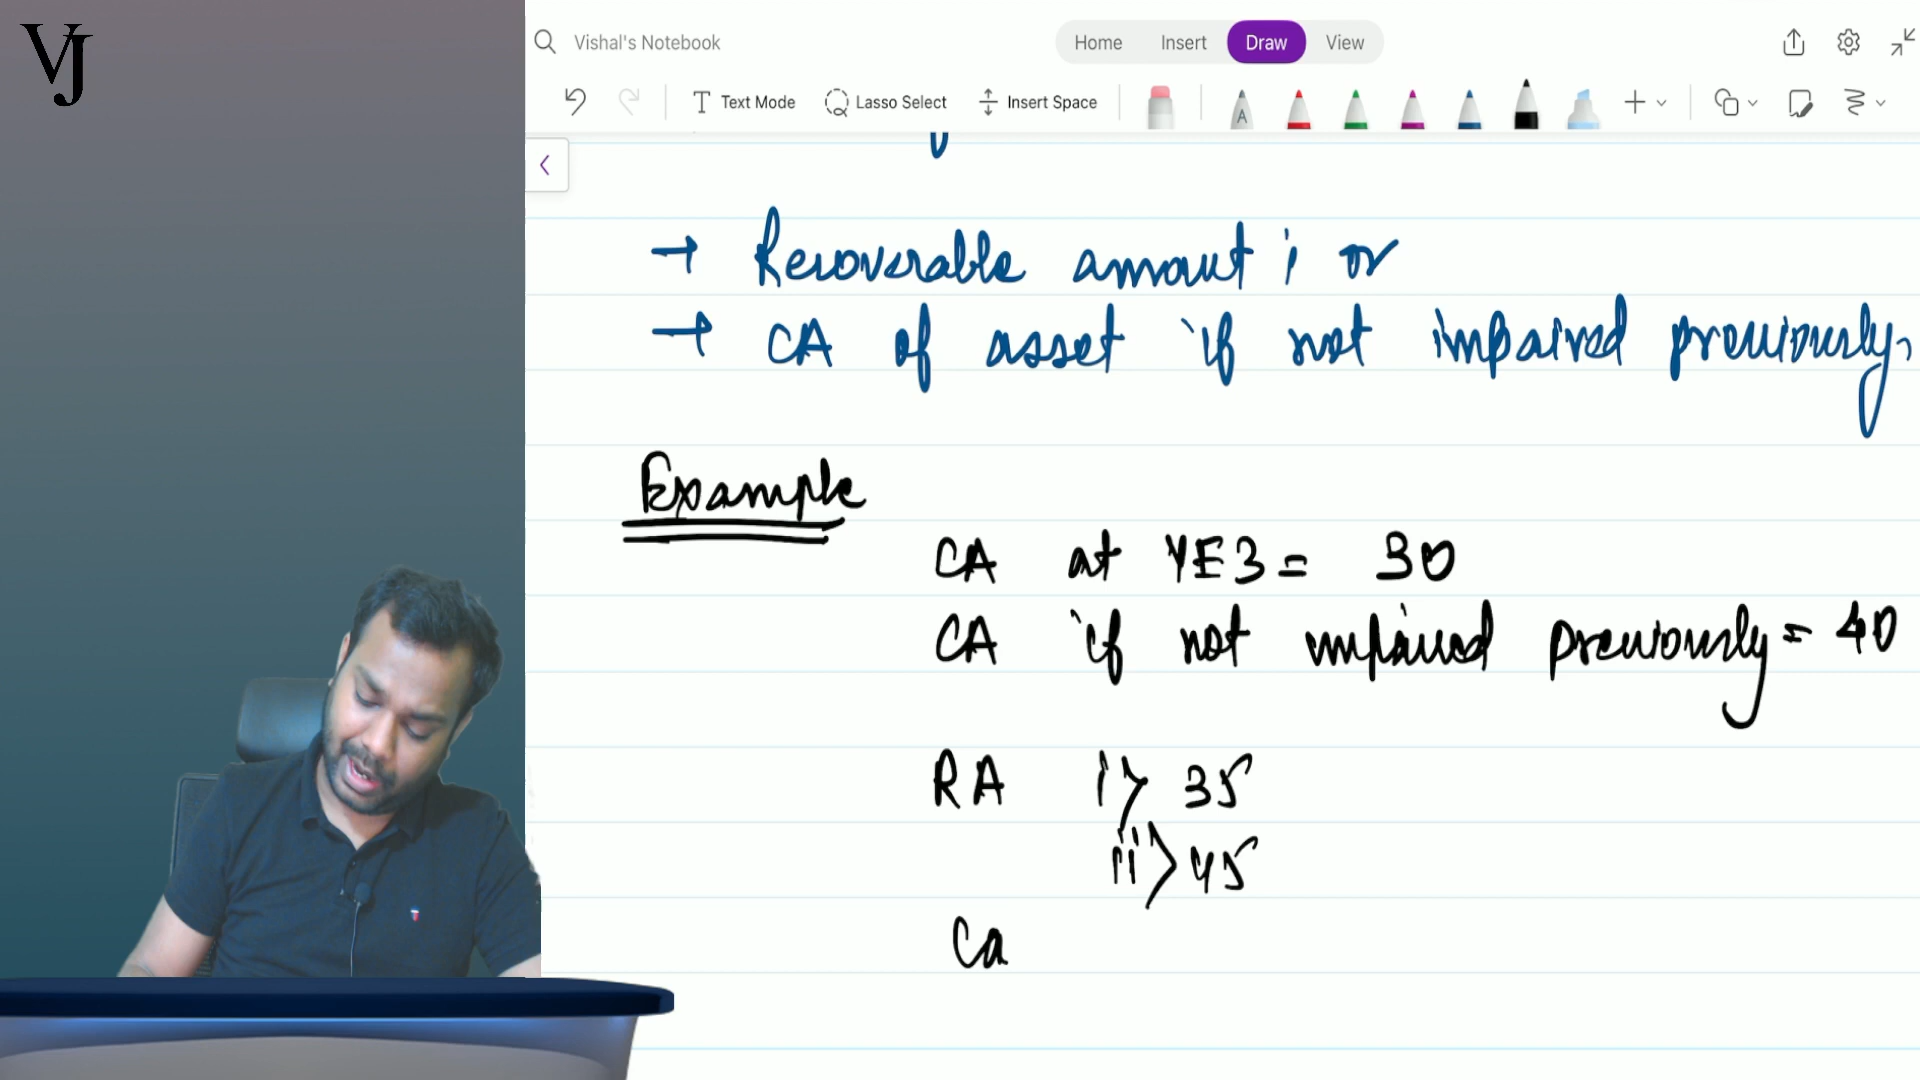 VJ
Vishal's Notebook
Home Insert Draw View
Text Mode Lasso Select Insert Space
A
→ Recoverable amount ; or
→ CA of asset if not impaired previously.
Example
CA at YE3 = 30
CA if not impaired previously = 40
RA i> 35
ii> 45
Ca